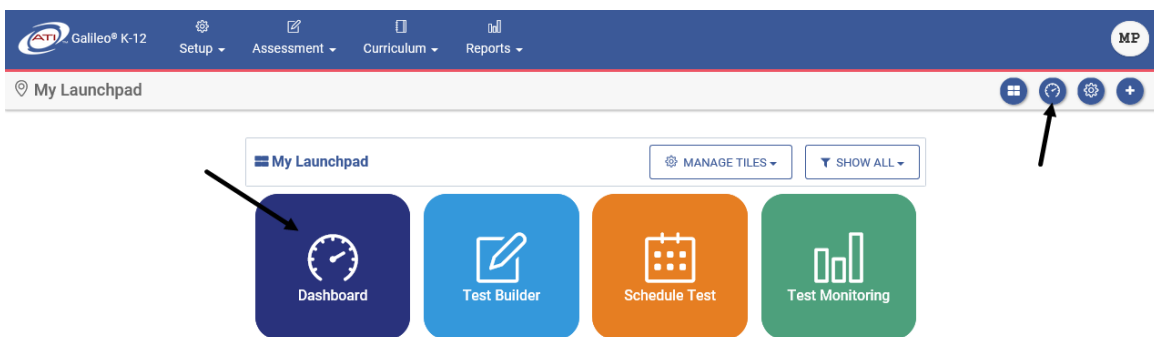 ATI Galileo® K-12
Setup
Assessment
Curriculum
Reports
MP
My Launchpad
My Launchpad
MANAGE TILES
SHOW ALL
Dashboard
Test Builder
Schedule Test
Test Monitoring